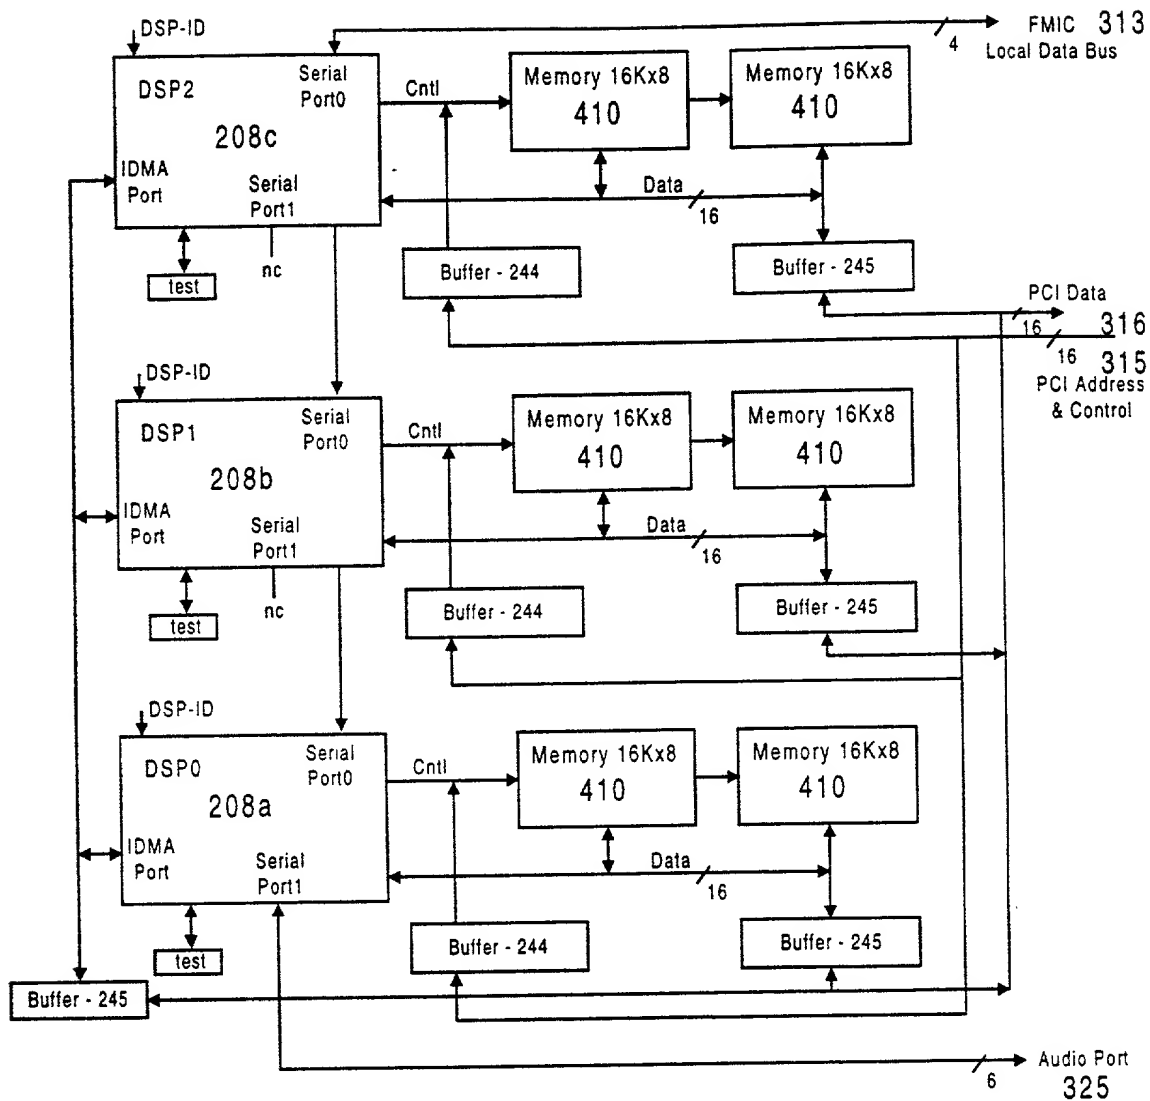 DSP-ID
FMIC 313
4
Local Data Bus
DSP2
Serial
Port0
Cntl
Memory 16Kx8
410
Memory 16Kx8
410
208c
IDMA
Port
Serial
Port1
Data
16
nc
test
Buffer - 244
Buffer - 245
PCI Data
16
316
16
315
PCI Address
& Control
DSP-ID
DSP1
Serial
Port0
Cntl
Memory 16Kx8
410
Memory 16Kx8
410
208b
IDMA
Port
Serial
Port1
Data
16
nc
test
Buffer - 244
Buffer - 245
DSP-ID
DSP0
Serial
Port0
Cntl
Memory 16Kx8
410
Memory 16Kx8
410
208a
IDMA
Port
Serial
Port1
Data
16
test
Buffer - 244
Buffer - 245
Buffer - 245
Audio Port
6
325